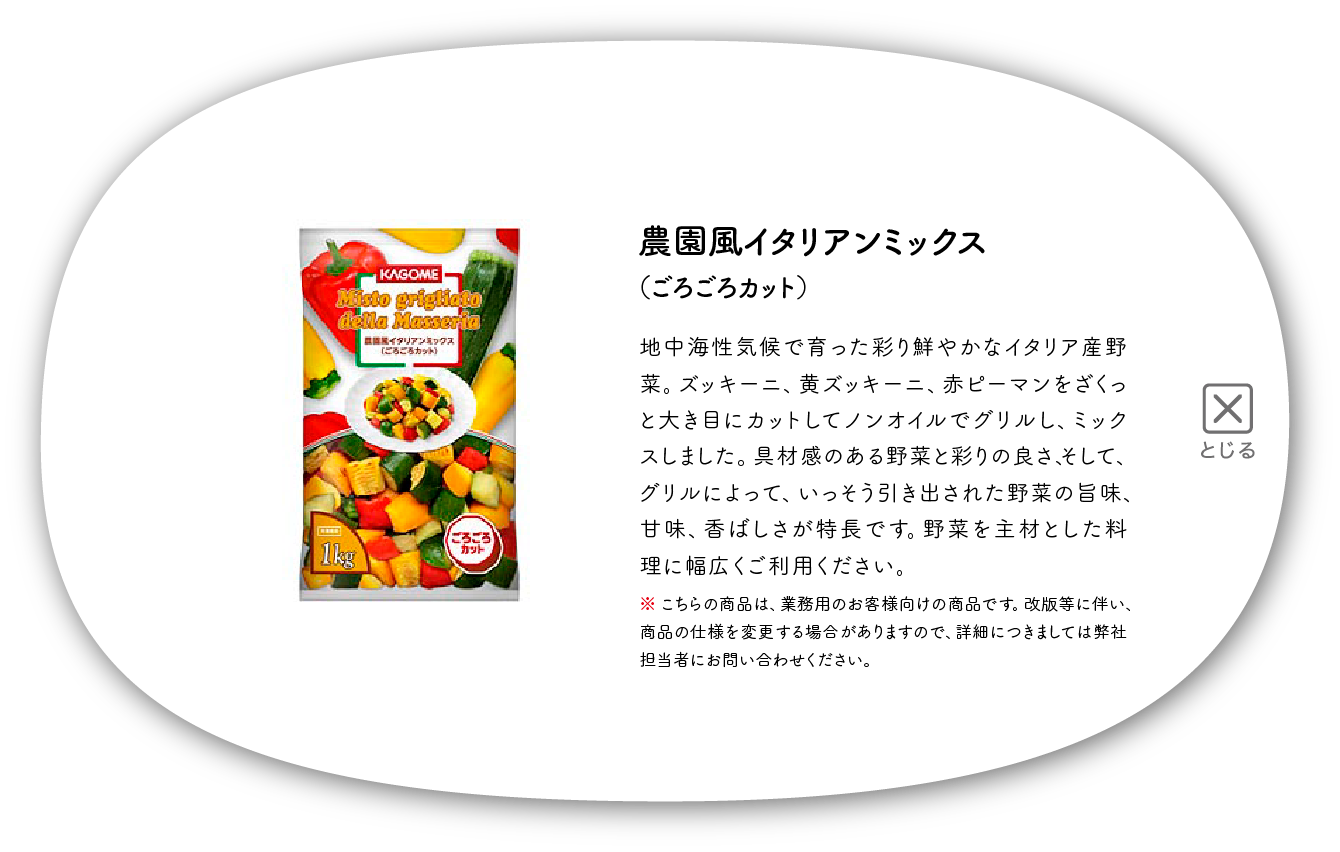 農園風イタリアンミックス
（ごろごろカット）
地中海性気候で育った彩り鮮やかなイタリア産野
菜。ズッキーニ、黄ズッキーニ、赤ピーマンをざくっ
と大き目にカットしてノンオイルでグリルし、ミック
スしました。具材感のある野菜と彩りの良さ、そして、
グリルによって、いっそう引き出された野菜の旨味、
甘味、香ばしさが特長です。野菜を主材とした料
理に幅広くご利用ください。
※ こちらの商品は、業務用のお客様向けの商品です。改版等に伴い、
商品の仕様を変更する場合がありますので、詳細につきましては弊社
担当者にお問い合わせください。
とじる
KAGOME
Misto grigliato
della Masseria
農園風イタリアンミックス
（ごろごろカット）
1kg
ごろごろ
カット